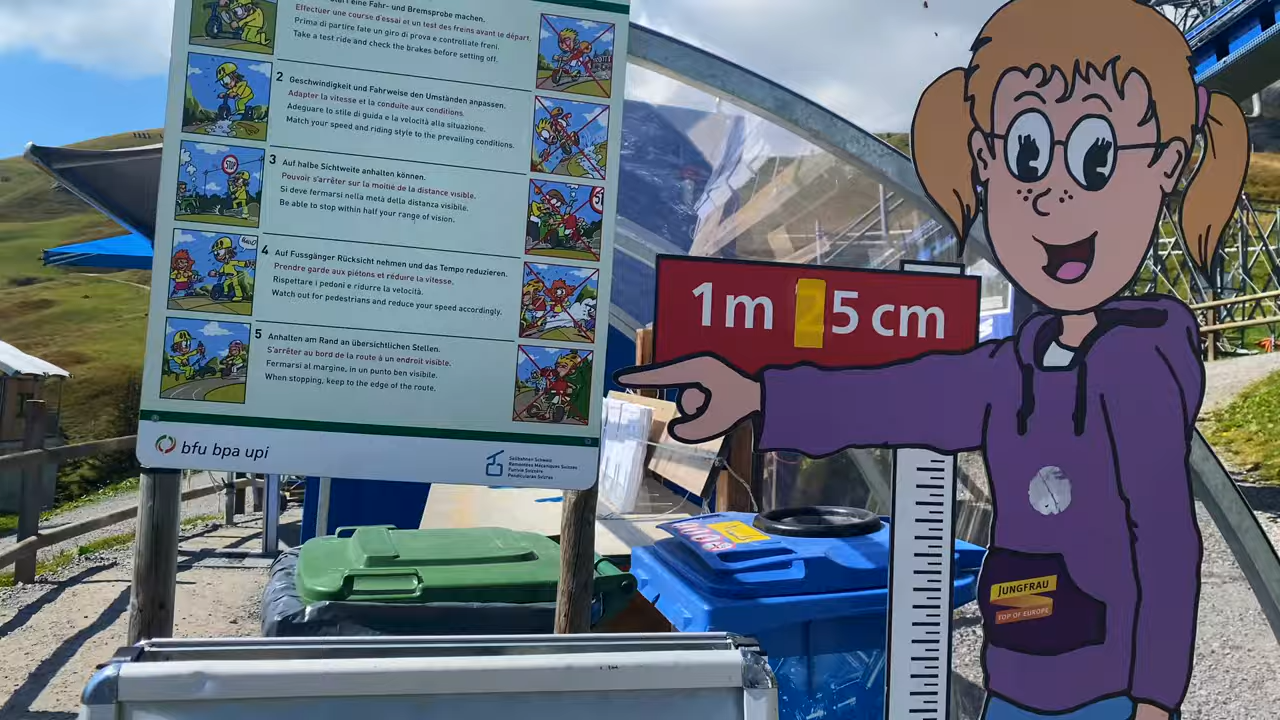 eine Fahr- und Bremsprobe machen.
Effectuer une course d'essai et un test des freins avant le départ.
Prima di partire fate un giro di prova e controllate freni.
Take a test ride and check the brakes before setting off.
2 Geschwindigkeit und Fahrweise den Umständen anpassen.
Adapter la vitesse et la conduite aux conditions.
Adeguare lo stile di guida e la velocità alla situazione.
Match your speed and riding style to the prevailing conditions.
3 Auf halbe Sichtweite anhalten können.
Pouvoir s'arrêter sur la moitié de la distance visible.
Si deve fermarsi nella metà della distanza visibile.
Be able to stop within half your range of vision.
STOP
4 Auf Fussgänger Rücksicht nehmen und das Tempo reduzieren.
Prendre garde aux piétons et réduire la vitesse.
Rispettare i pedoni e ridurre la velocità.
Watch out for pedestrians and reduce your speed accordingly.
5 Anhalten am Rand an übersichtlichen Stellen.
S'arrêter au bord de la route à un endroit visible.
Fermarsi al margine, in un punto ben visibile.
When stopping, keep to the edge of the route.
bfu bpa upi
Seilbahnen Schweiz
Remontées Mécaniques Suisses
Funivie Svizzere
Pendicularas Svizras
1m 25 cm
JUNGFRAU
TOP OF EUROPE